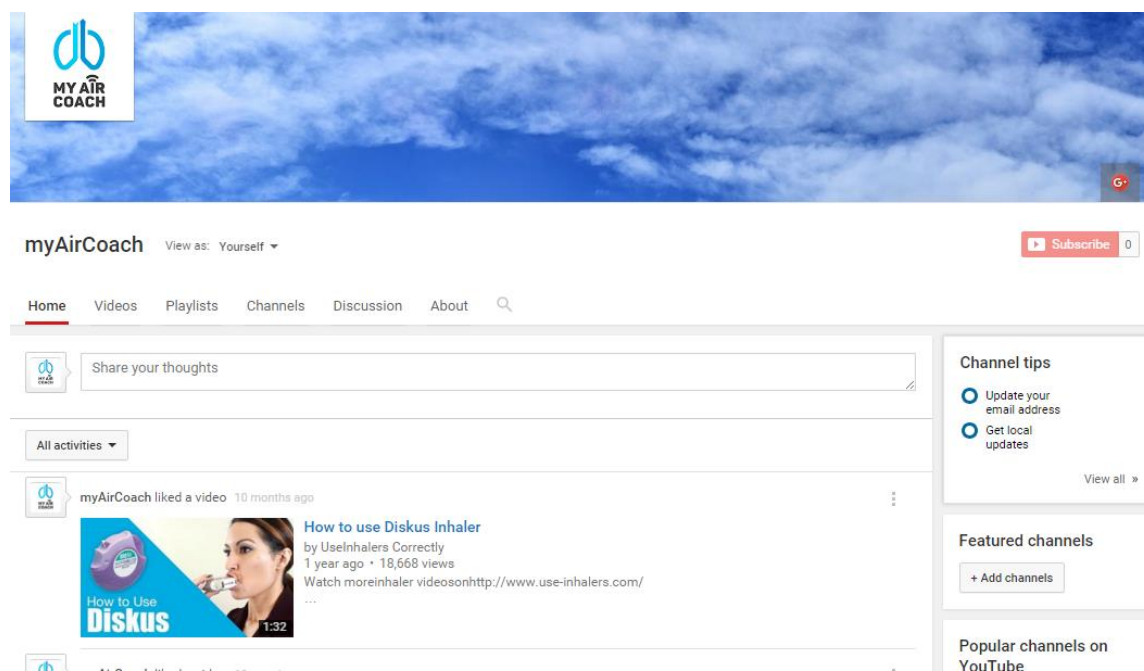 MY AIR
COACH
G+
myAirCoach View as: Yourself
Subscribe 0
Home Videos Playlists Channels Discussion About
Share your thoughts
All activities
myAirCoach liked a video 10 months ago
How to Use
Diskus
1:32
How to use Diskus Inhaler
by UseInhalers Correctly
1 year ago • 18,668 views
Watch moreinhaler videosonhttp://www.use-inhalers.com/
...
Channel tips
Update your
email address
Get local
updates
View all »
Featured channels
+ Add channels
Popular channels on
YouTube